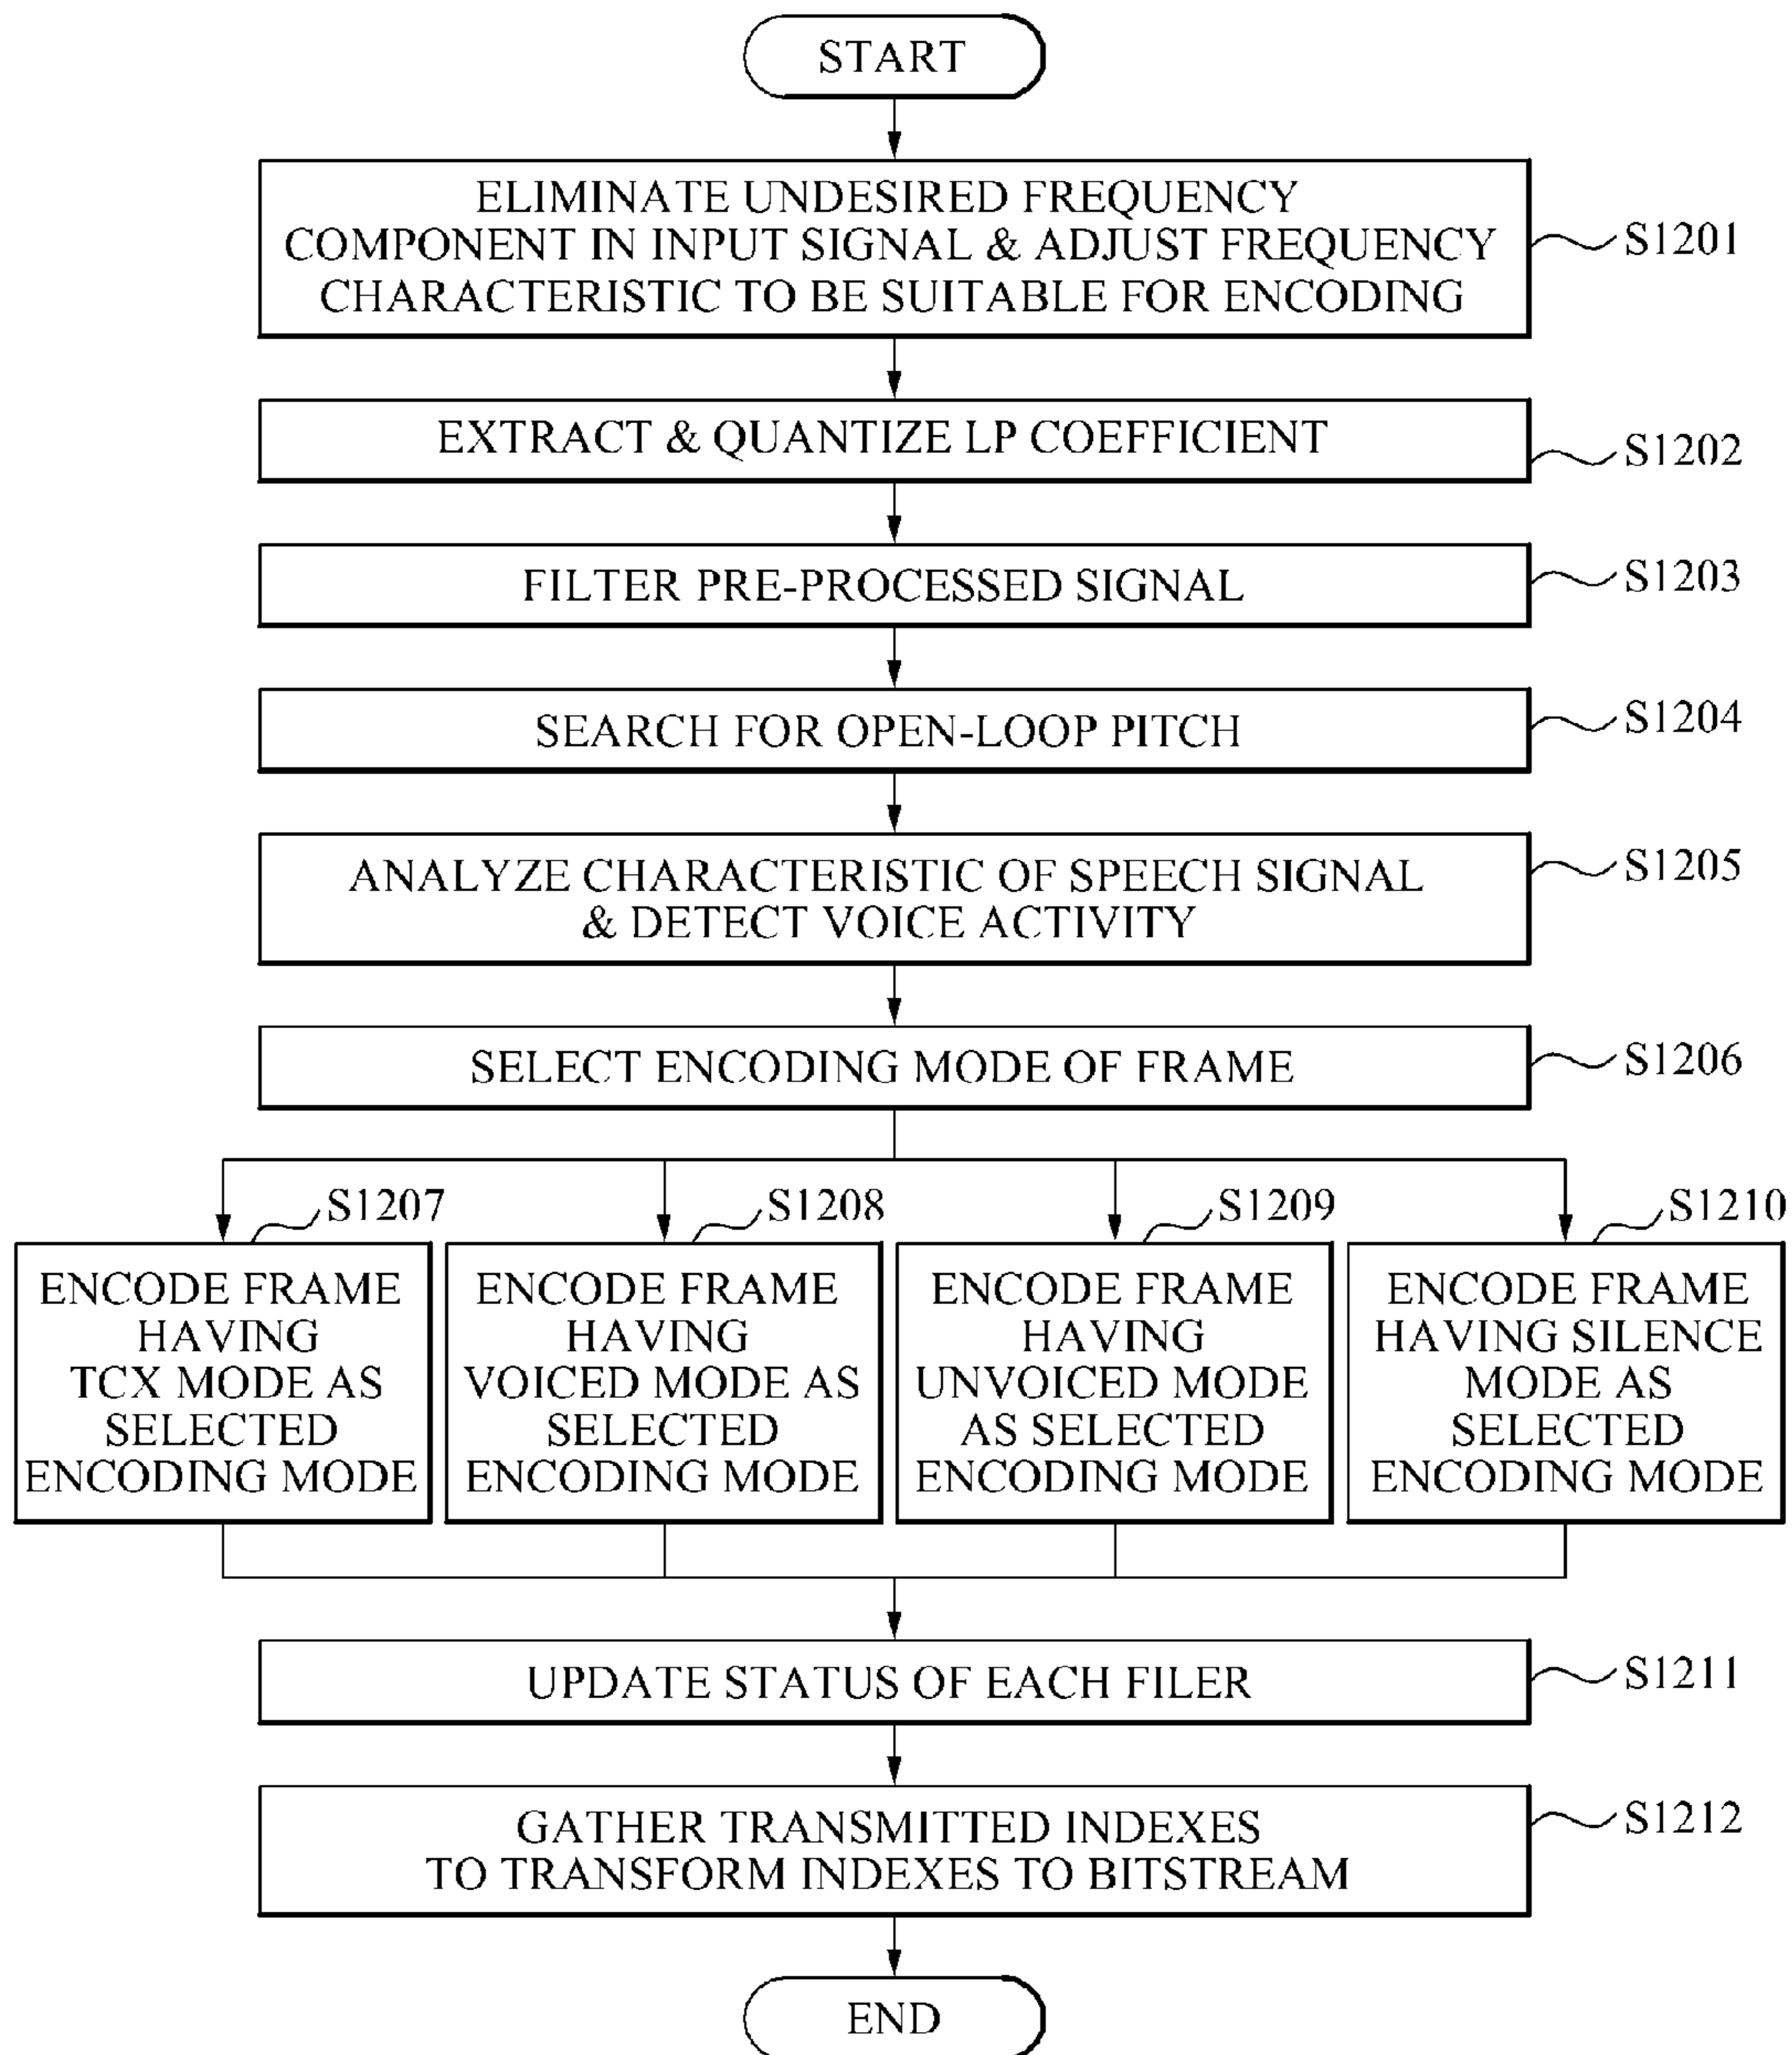 START
ELIMINATE UNDESIRED FREQUENCY
COMPONENT IN INPUT SIGNAL & ADJUST FREQUENCY
CHARACTERISTIC TO BE SUITABLE FOR ENCODING
S1201
EXTRACT & QUANTIZE LP COEFFICIENT
S1202
FILTER PRE-PROCESSED SIGNAL
S1203
SEARCH FOR OPEN-LOOP PITCH
S1204
ANALYZE CHARACTERISTIC OF SPEECH SIGNAL
& DETECT VOICE ACTIVITY
S1205
SELECT ENCODING MODE OF FRAME
S1206
S1207
ENCODE FRAME
HAVING
TCX MODE AS
SELECTED
ENCODING MODE
S1208
ENCODE FRAME
HAVING
VOICED MODE AS
SELECTED
ENCODING MODE
S1209
ENCODE FRAME
HAVING
UNVOICED MODE
AS SELECTED
ENCODING MODE
S1210
ENCODE FRAME
HAVING SILENCE
MODE AS
SELECTED
ENCODING MODE
UPDATE STATUS OF EACH FILER
S1211
GATHER TRANSMITTED INDEXES
TO TRANSFORM INDEXES TO BITSTREAM
S1212
END